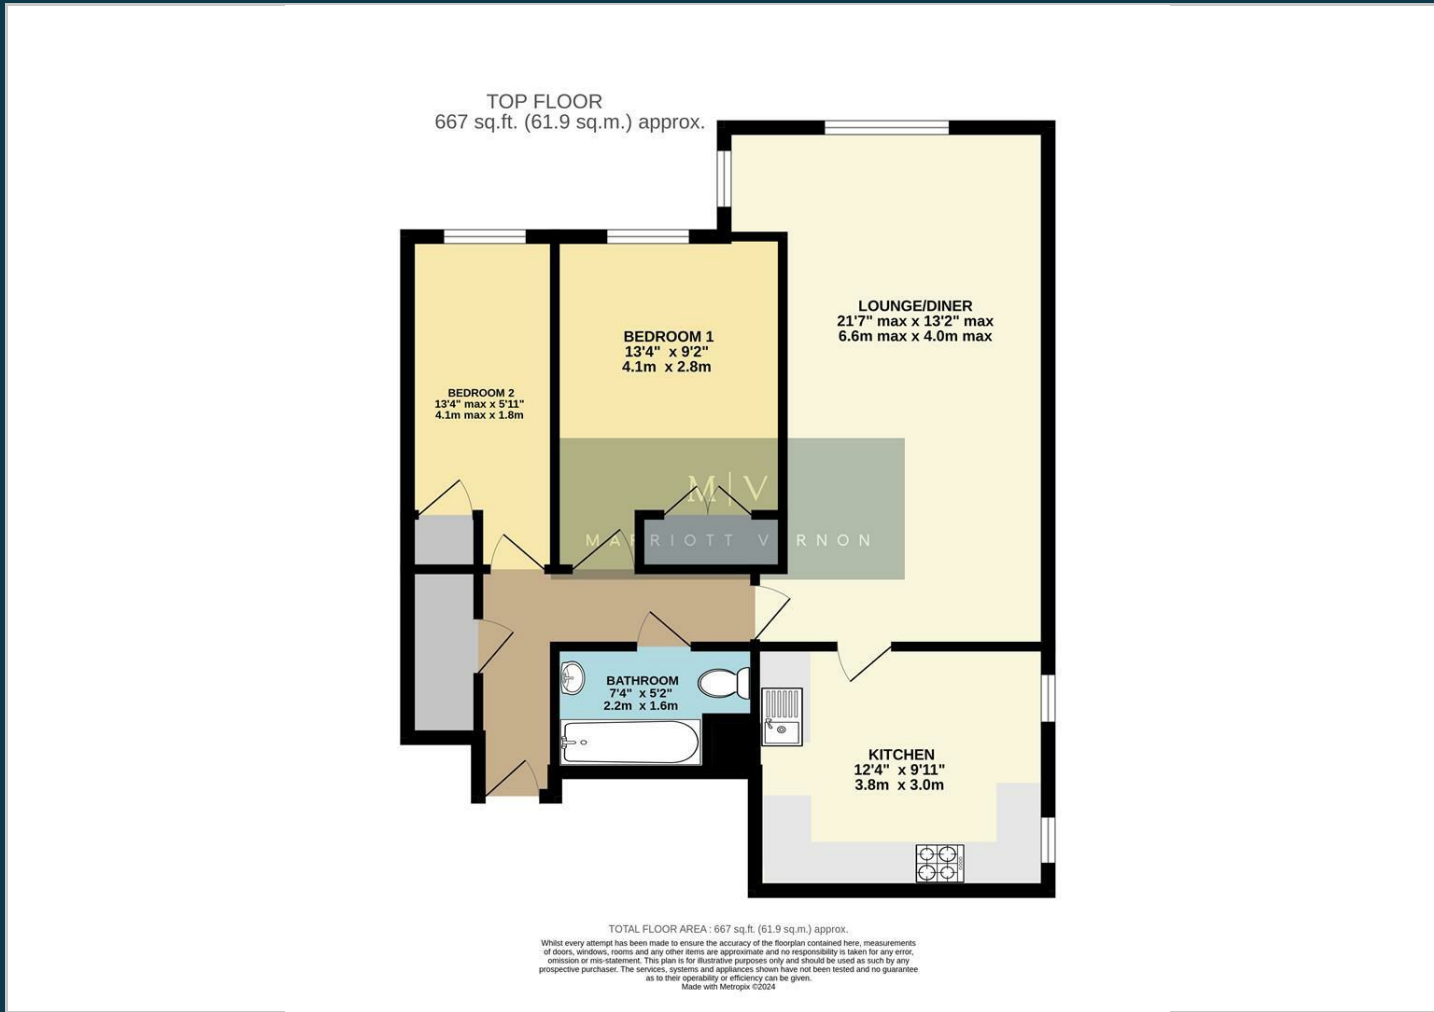 TOP FLOOR
667 sq.ft. (61.9 sq.m.) approx.
LOUNGE/DINER
21'7" max x 13'2" max
6.6m max x 4.0m max
BEDROOM 1
13'4" x 9'2"
4.1m x 2.8m
BEDROOM 2
13'4" max x 5'11"
4.1m max x 1.8m
M|V
MARRIOTT VERNON
BATHROOM
7'4" x 5'2"
2.2m x 1.6m
KITCHEN
12'4" x 9'11"
3.8m x 3.0m
TOTAL FLOOR AREA : 667 sq.ft. (61.9 sq.m.) approx.
Whilst every attempt has been made to ensure the accuracy of the floorplan contained here, measurements
of doors, windows, rooms and any other items are approximate and no responsibility is taken for any error,
omission or mis-statement. This plan is for illustrative purposes only and should be used as such by any
prospective purchaser. The services, systems and appliances shown have not been tested and no guarantee
as to their operability or efficiency can be given.
Made with Metropix ©2024